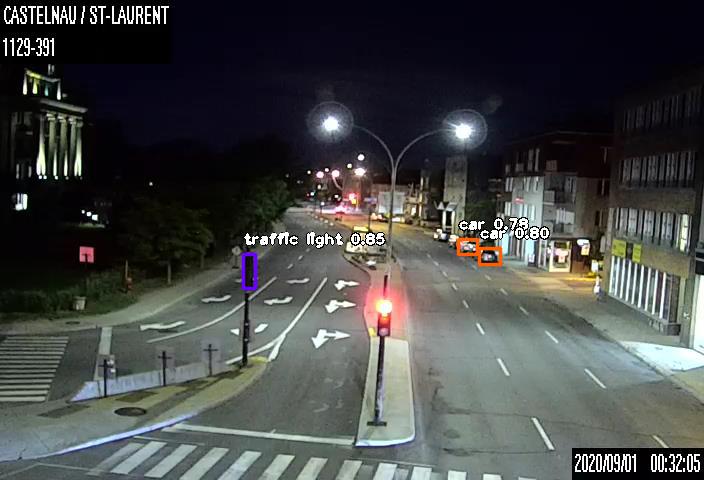 CASTELNAU / ST-LAURENT
1129-391
car 0.78
car 0.80
traffic light 0.85
2020/09/01 00:32:05